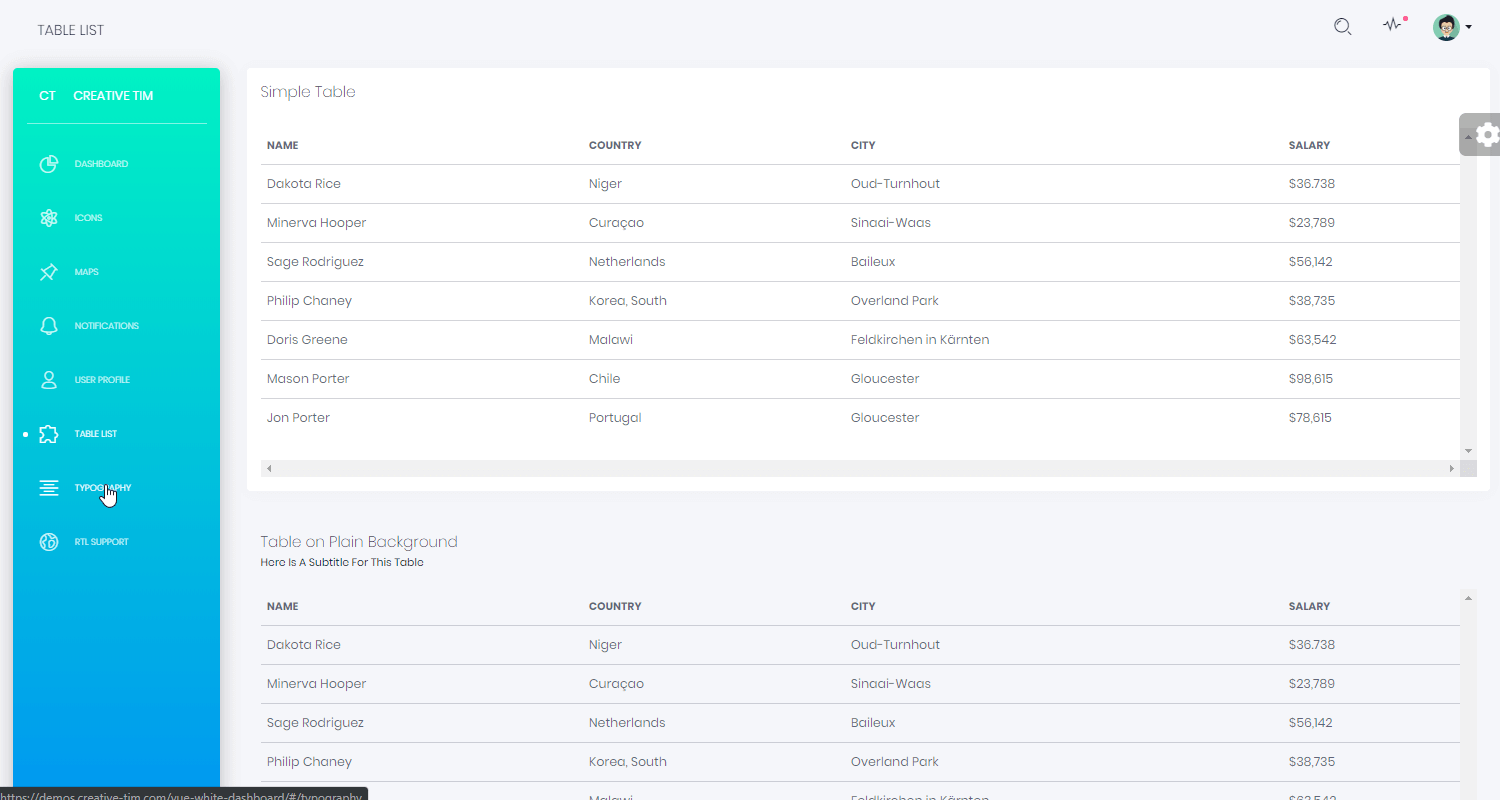 TABLE LIST
CT CREATIVE TIM
DASHBOARD
ICONS
MAPS
NOTIFICATIONS
USER PROFILE
TABLE LIST
TYPOGRAPHY
RTL SUPPORT
Simple Table
NAME COUNTRY CITY SALARY
Dakota Rice Niger Oud-Turnhout $36.738
Minerva Hooper Curaçao Sinaai-Waas $23,789
Sage Rodriguez Netherlands Baileux $56,142
Philip Chaney Korea, South Overland Park $38,735
Doris Greene Malawi Feldkirchen in Kärnten $63,542
Mason Porter Chile Gloucester $98,615
Jon Porter Portugal Gloucester $78,615
Table on Plain Background
Here Is A Subtitle For This Table
NAME COUNTRY CITY SALARY
Dakota Rice Niger Oud-Turnhout $36.738
Minerva Hooper Curaçao Sinaai-Waas $23,789
Sage Rodriguez Netherlands Baileux $56,142
Philip Chaney Korea, South Overland Park $38,735
Malawi Feldkirchen in Kärnten $63,542
https://demos.creative-tim.com/vue-white-dashboard/#/typography